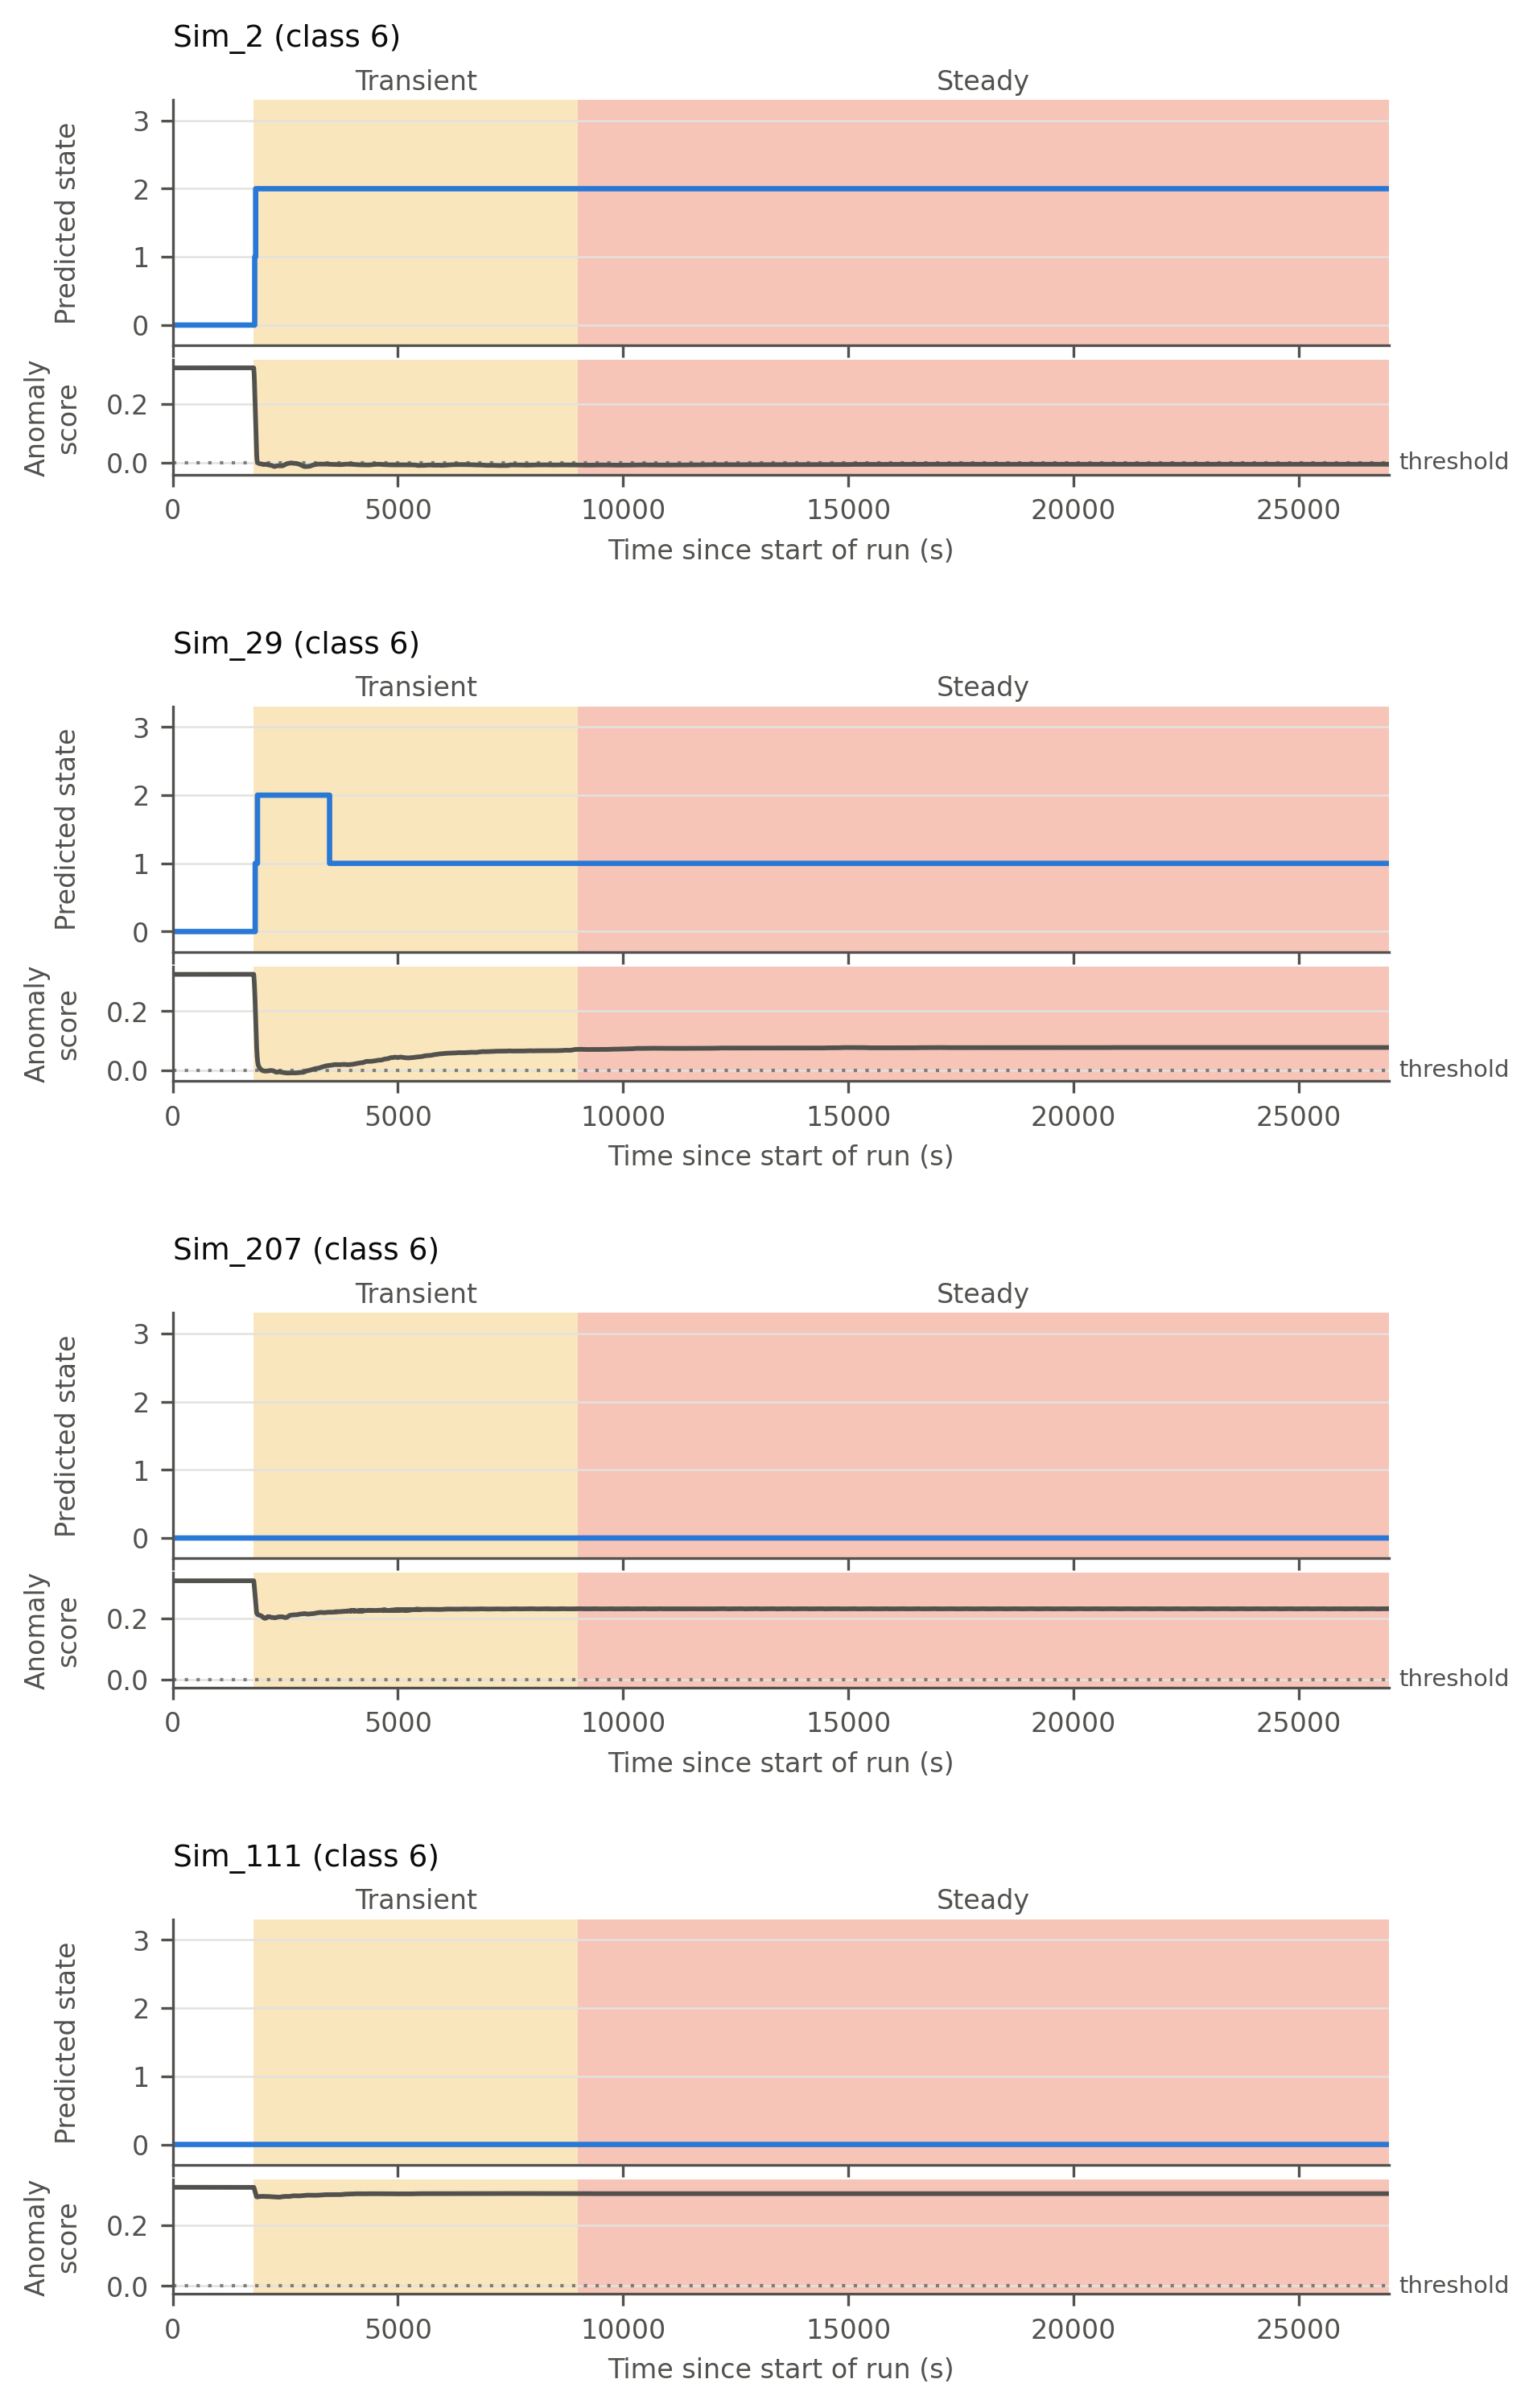 Sim_2 (class 6)
Transient Steady
Predicted state
3
2
1
0
Anomaly
score
0.2
0.0
threshold
0 5000 10000 15000 20000 25000
Time since start of run (s)
Sim_29 (class 6)
Transient Steady
Predicted state
3
2
1
0
Anomaly
score
0.2
0.0
threshold
0 5000 10000 15000 20000 25000
Time since start of run (s)
Sim_207 (class 6)
Transient Steady
Predicted state
3
2
1
0
Anomaly
score
0.2
0.0
threshold
0 5000 10000 15000 20000 25000
Time since start of run (s)
Sim_111 (class 6)
Transient Steady
Predicted state
3
2
1
0
Anomaly
score
0.2
0.0
threshold
0 5000 10000 15000 20000 25000
Time since start of run (s)